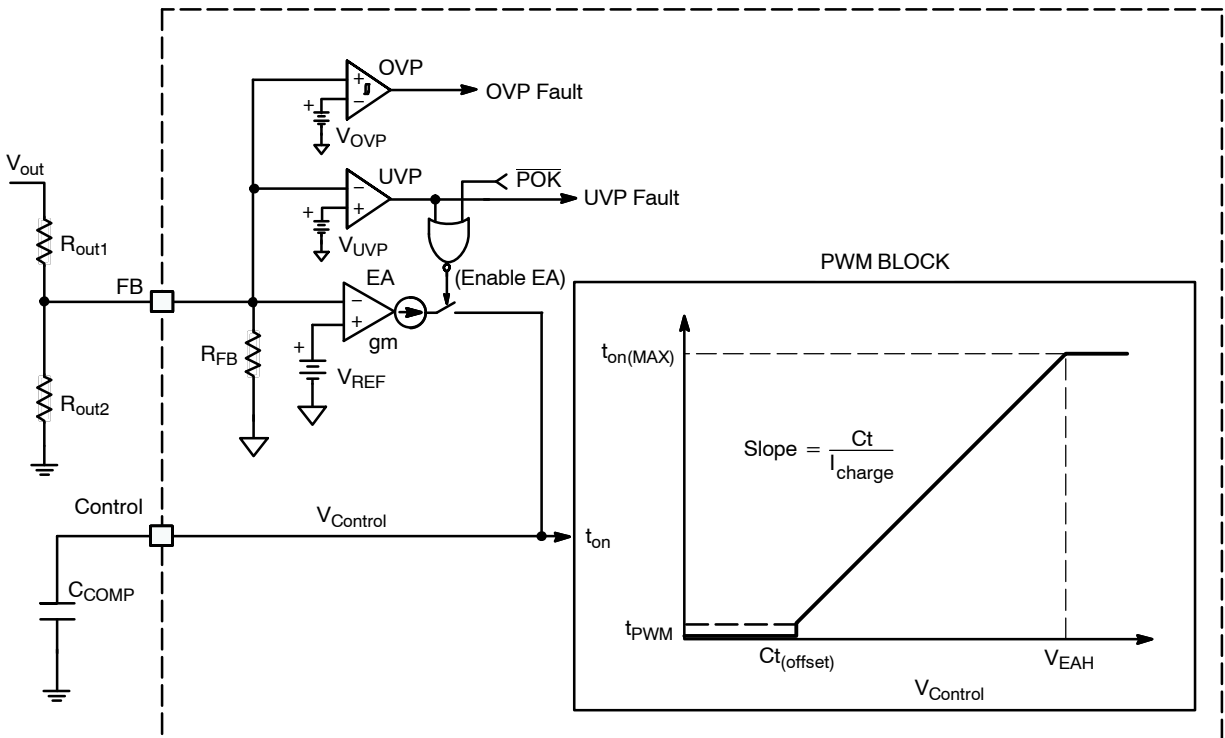 OVP
+
−
OVP Fault
+
V_OVP
V_out
UVP
POK
−
+
UVP Fault
+
V_UVP
R_out1
PWM BLOCK
FB
EA
(Enable EA)
−
+
gm
R_FB
+
V_REF
t_on(MAX)
R_out2
Slope = Ct / I_charge
Control
V_Control
t_on
C_COMP
t_PWM
Ct_(offset)
V_EAH
V_Control